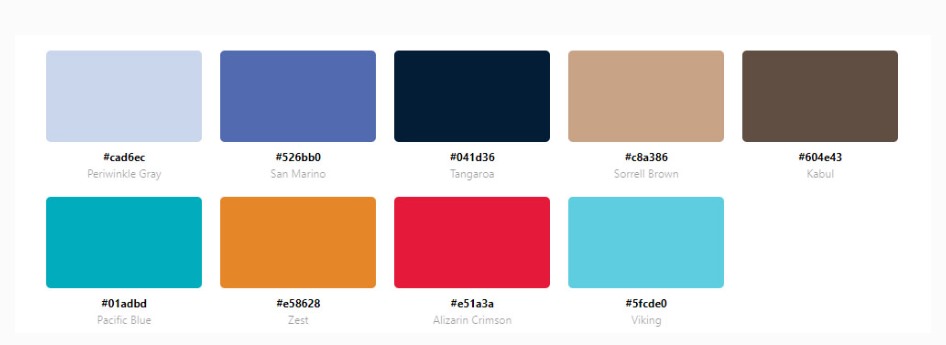 #cad6ec #526bb0 #041d36 #c8a386 #604e43
Periwinkle Gray San Marino Tangaroa Sorrell Brown Kabul
#01adbd #e58628 #e51a3a #5fcde0
Pacific Blue Zest Alizarin Crimson Viking